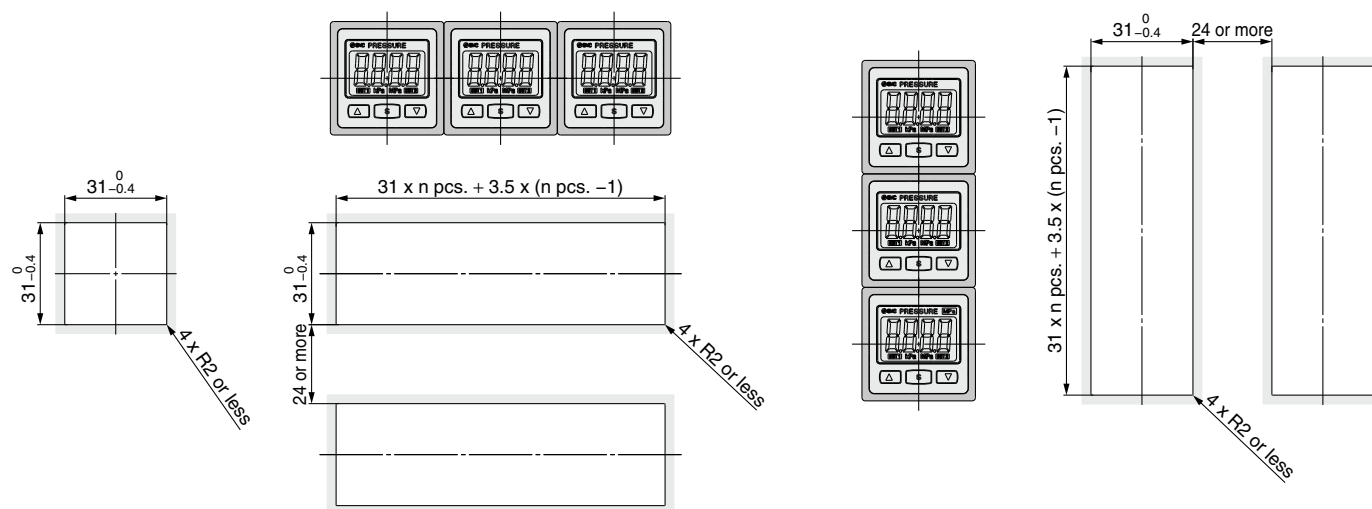 PRESSURE
PRESSURE
PRESSURE
S
S
S
31 0 -0.4
31 0 -0.4
4 x R2 or less
31 x n pcs. + 3.5 x (n pcs. −1)
31 0 -0.4
24 or more
4 x R2 or less
PRESSURE
S
PRESSURE
S
PRESSURE MPa
S
31 0 -0.4
24 or more
31 x n pcs. + 3.5 x (n pcs. −1)
4 x R2 or less